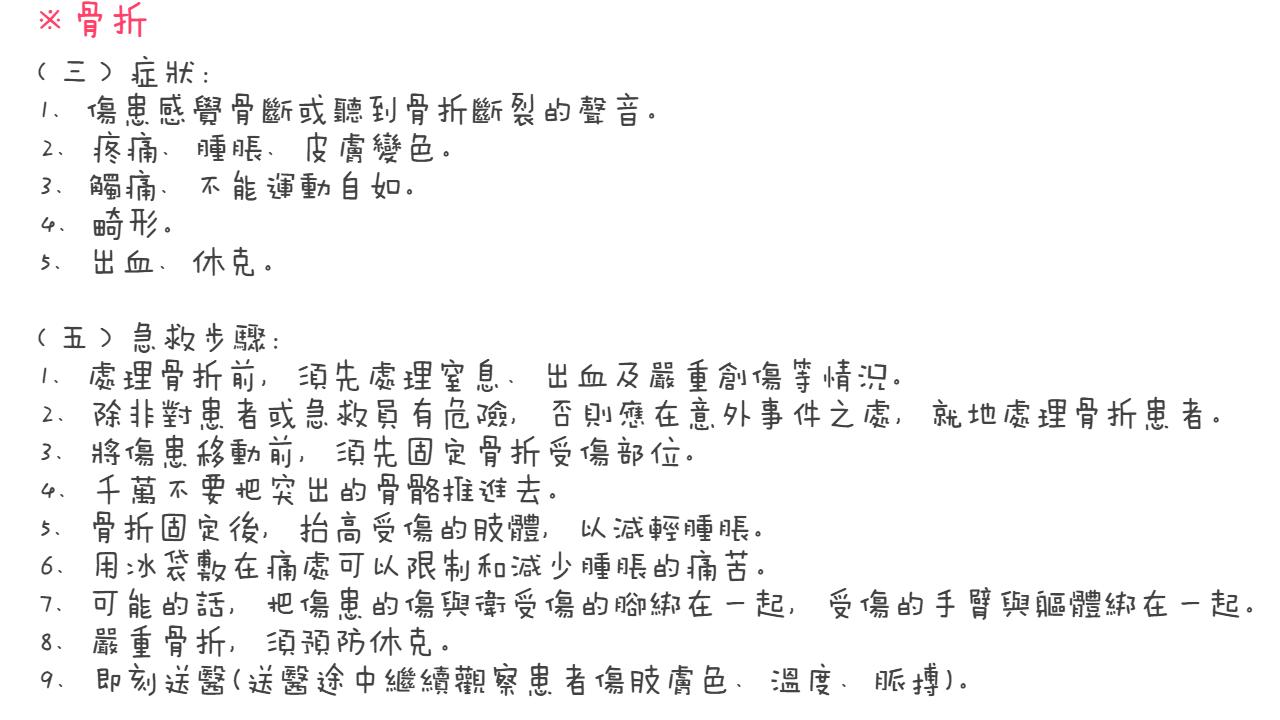 ※骨折
(三)症狀:
1、傷患感覺骨斷或聽到骨折斷裂的聲音。
2、疼痛、腫脹、皮膚變色。
3、觸痛、不能運動自如。
4、畸形。
5、出血、休克。
(五)急救步驟:
1、處理骨折前,須先處理窒息、出血及嚴重創傷等情況。
2、除非對患者或急救員有危險,否則應在意外事件之處,就地處理骨折患者。
3、將傷患移動前,須先固定骨折受傷部位。
4、千萬不要把突出的骨骼推進去。
5、骨折固定後,抬高受傷的肢體,以減輕腫脹。
6、用冰袋敷在痛處可以限制和減少腫脹的痛苦。
7、可能的話,把傷患的傷與衛受傷的腳綁在一起,受傷的手臂與軀體綁在一起。
8、嚴重骨折,須預防休克。
9、即刻送醫(送醫途中繼續觀察患者傷肢膚色、溫度、脈搏)。